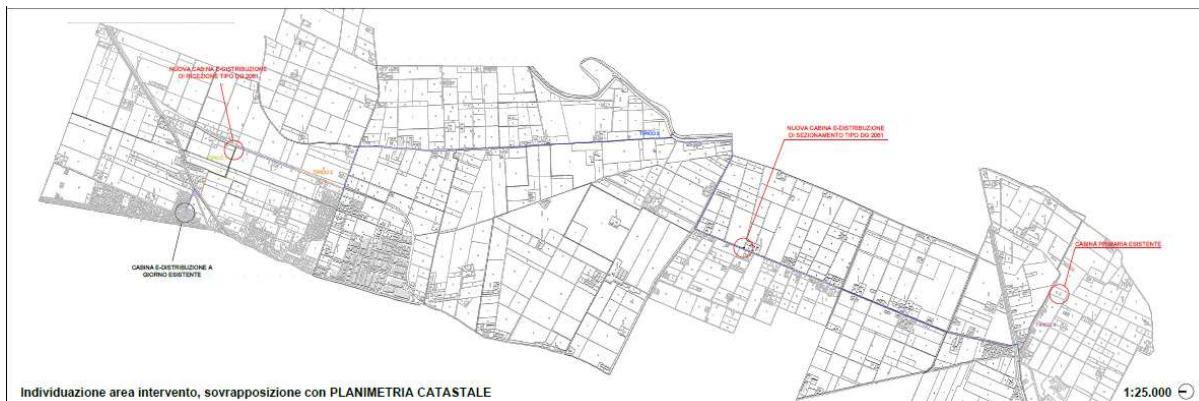 NUOVA CABINA E-DISTRIBUZIONE
DI RICEZIONE TIPO DG 2061
NUOVA CABINA E-DISTRIBUZIONE
DI SEZIONAMENTO TIPO DG 2061
CABINA PRIMARIA ESISTENTE
CABINA E-DISTRIBUZIONE A
GIORNO ESISTENTE
Individuazione area intervento, sovrapposizione con PLANIMETRIA CATASTALE
1:25.000